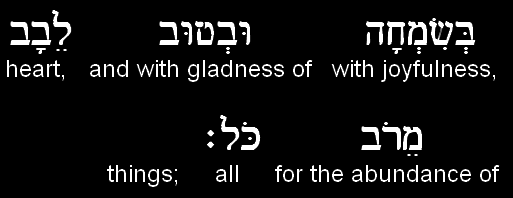 בְּשִׂמְחָה וּבְטוּב לֵבָב
heart, and with gladness of with joyfulness,
מֵרֹב כֹּל׃
things; all for the abundance of